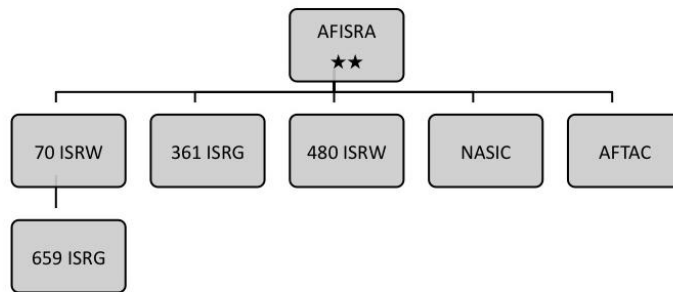 AFISRA
★★
70 ISRW
361 ISRG
480 ISRW
NASIC
AFTAC
659 ISRG